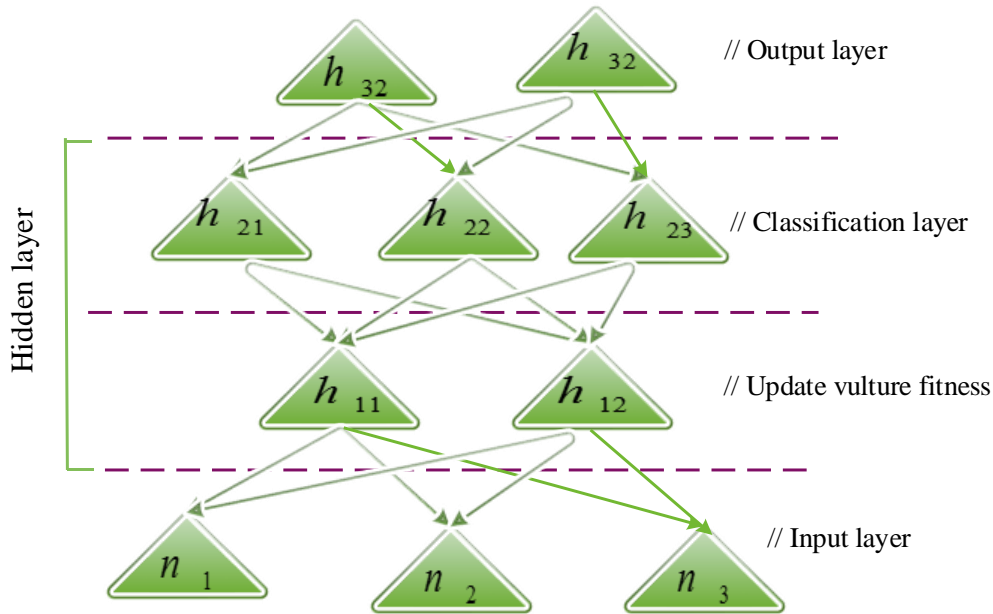 h 32
h 32
// Output layer
Hidden layer
h 21
h 22
h 23
// Classification layer
h 11
h 12
// Update vulture fitness
n 1
n 2
n 3
// Input layer